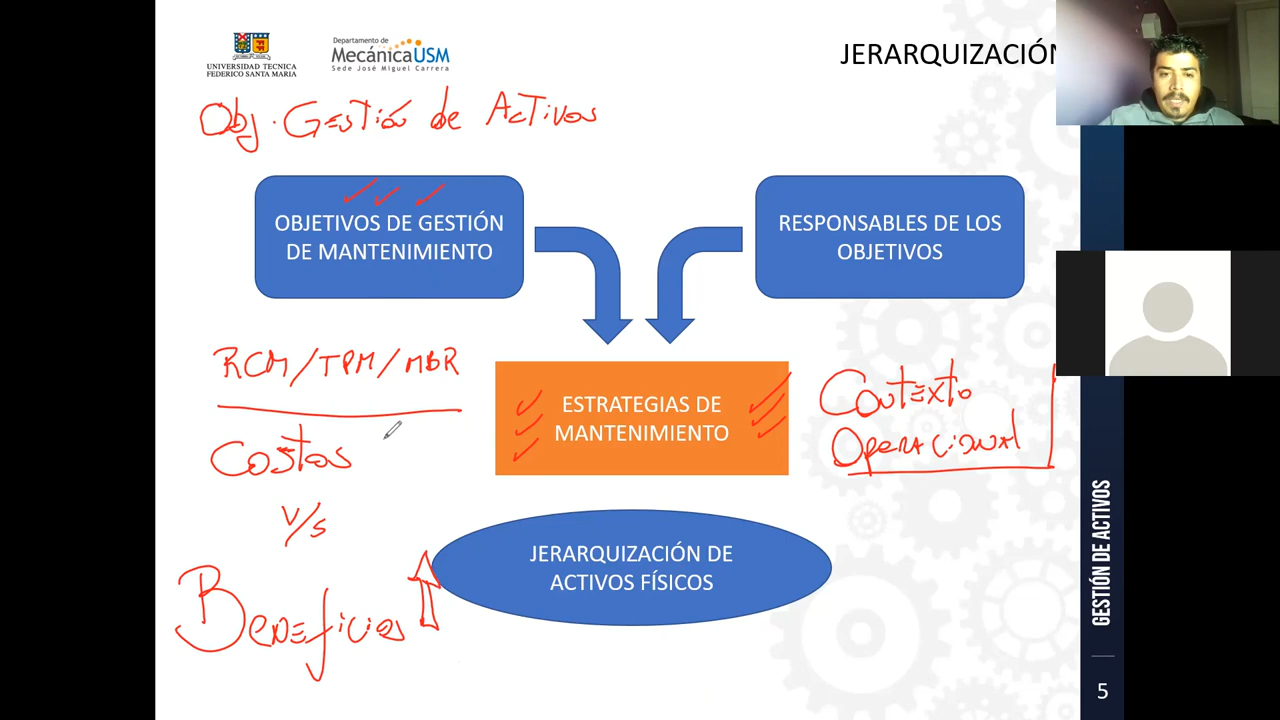 UNIVERSIDAD TECNICA
FEDERICO SANTA MARIA
Departamento de
MecánicaUSM
Sede José Miguel Carrera
JERARQUIZACIÓN
Obj. Gestión de Activos
OBJETIVOS DE GESTIÓN
DE MANTENIMIENTO
RESPONSABLES DE LOS
OBJETIVOS
RCM/TPM/MBR
Costos
V/S
Beneficios
ESTRATEGIAS DE
MANTENIMIENTO
Contexto
Operacional
JERARQUIZACIÓN DE
ACTIVOS FÍSICOS
GESTIÓN DE ACTIVOS
5